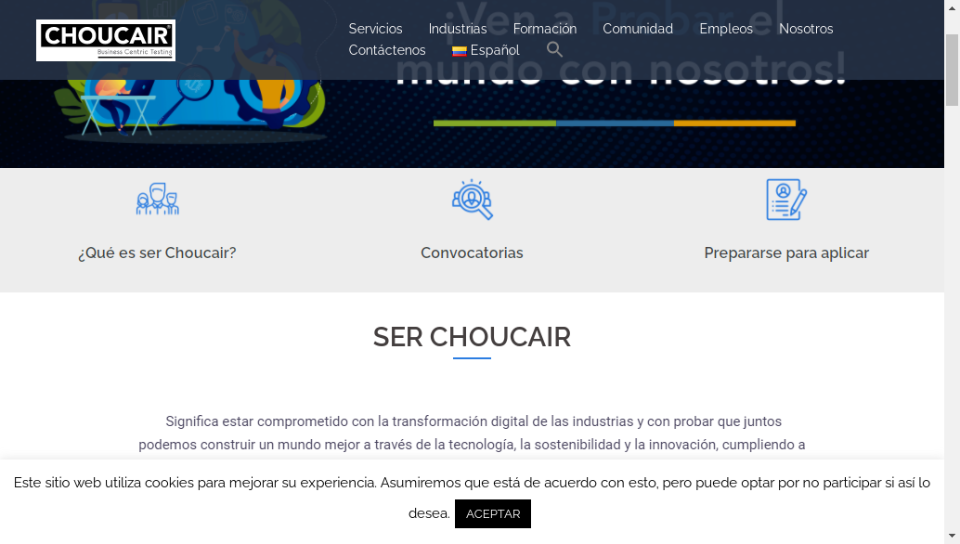 ¡Ven a Probar el
CHOUCAIR
Business Centric Testing
Servicios Industrias Formación Comunidad Empleos Nosotros
Contáctenos Español
mundo con nosotros!
¿Qué es ser Choucair?
Convocatorias
Prepararse para aplicar
SER CHOUCAIR
Significa estar comprometido con la transformación digital de las industrias y con probar que juntos
podemos construir un mundo mejor a través de la tecnología, la sostenibilidad y la innovación, cumpliendo a
Este sitio web utiliza cookies para mejorar su experiencia. Asumiremos que está de acuerdo con esto, pero puede optar por no participar si así lo
desea. ACEPTAR